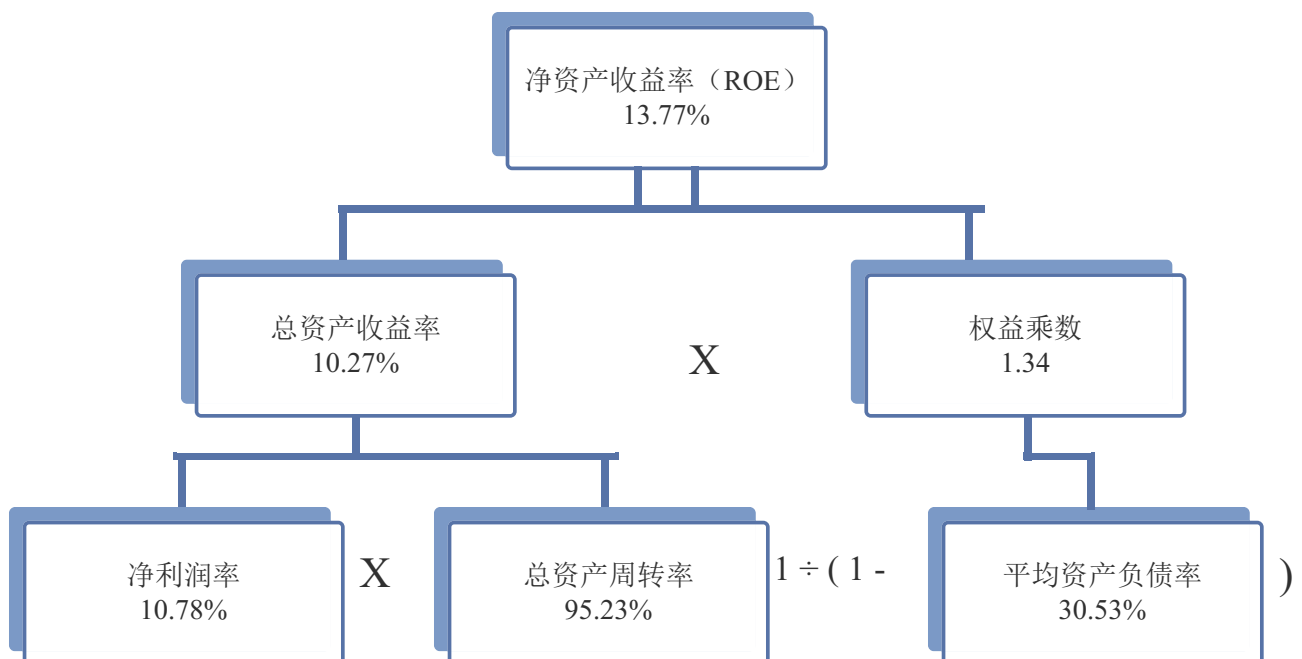 净资产收益率（ROE）
13.77%
总资产收益率
10.27%
X
权益乘数
1.34
净利润率
10.78%
X
总资产周转率
95.23%
1 ÷ ( 1 -
平均资产负债率
30.53%
)